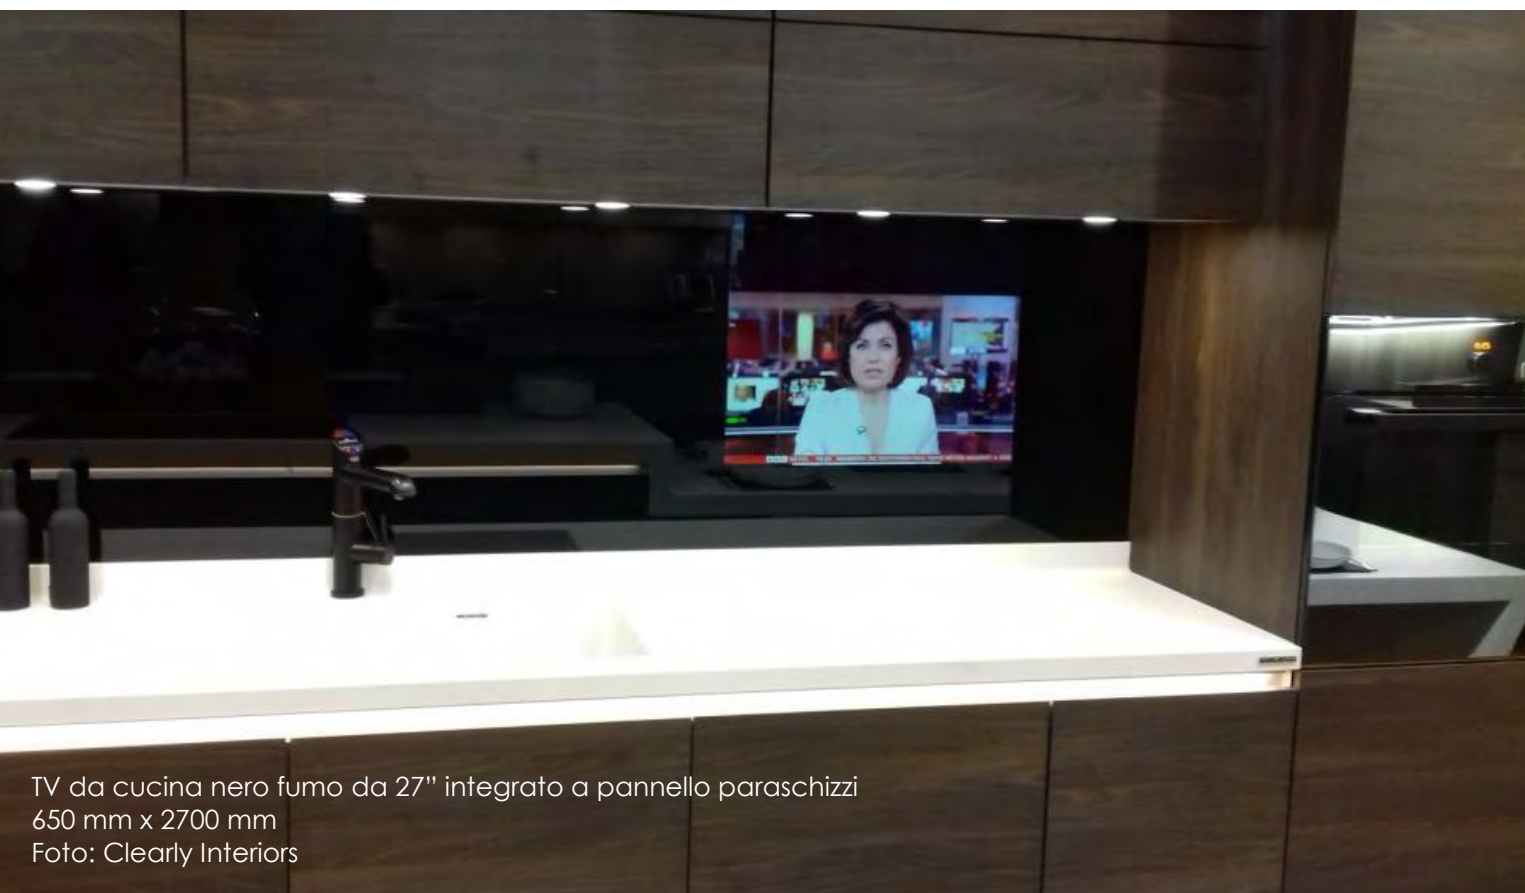 TV da cucina nero fumo da 27” integrato a pannello paraschizzi
650 mm x 2700 mm
Foto: Clearly Interiors